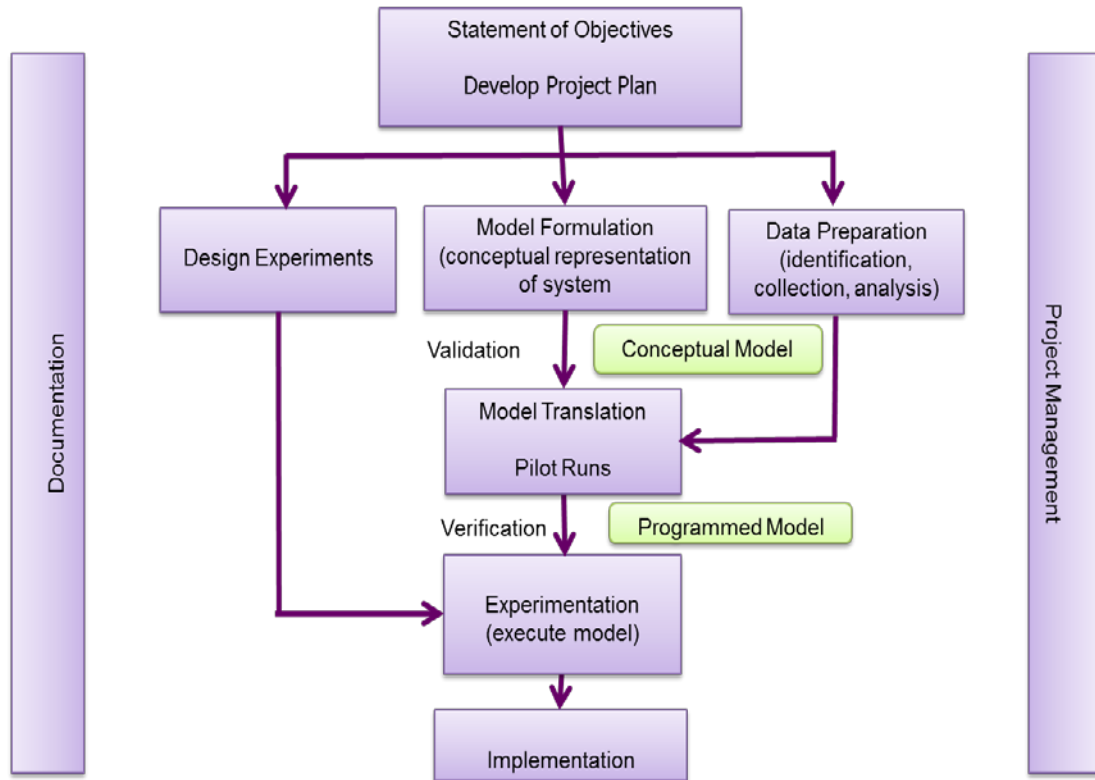 Statement of Objectives
Develop Project Plan
Documentation
Project Management
Design Experiments
Model Formulation
(conceptual representation
of system
Data Preparation
(identification,
collection, analysis)
Validation
Conceptual Model
Model Translation
Pilot Runs
Verification
Programmed Model
Experimentation
(execute model)
Implementation